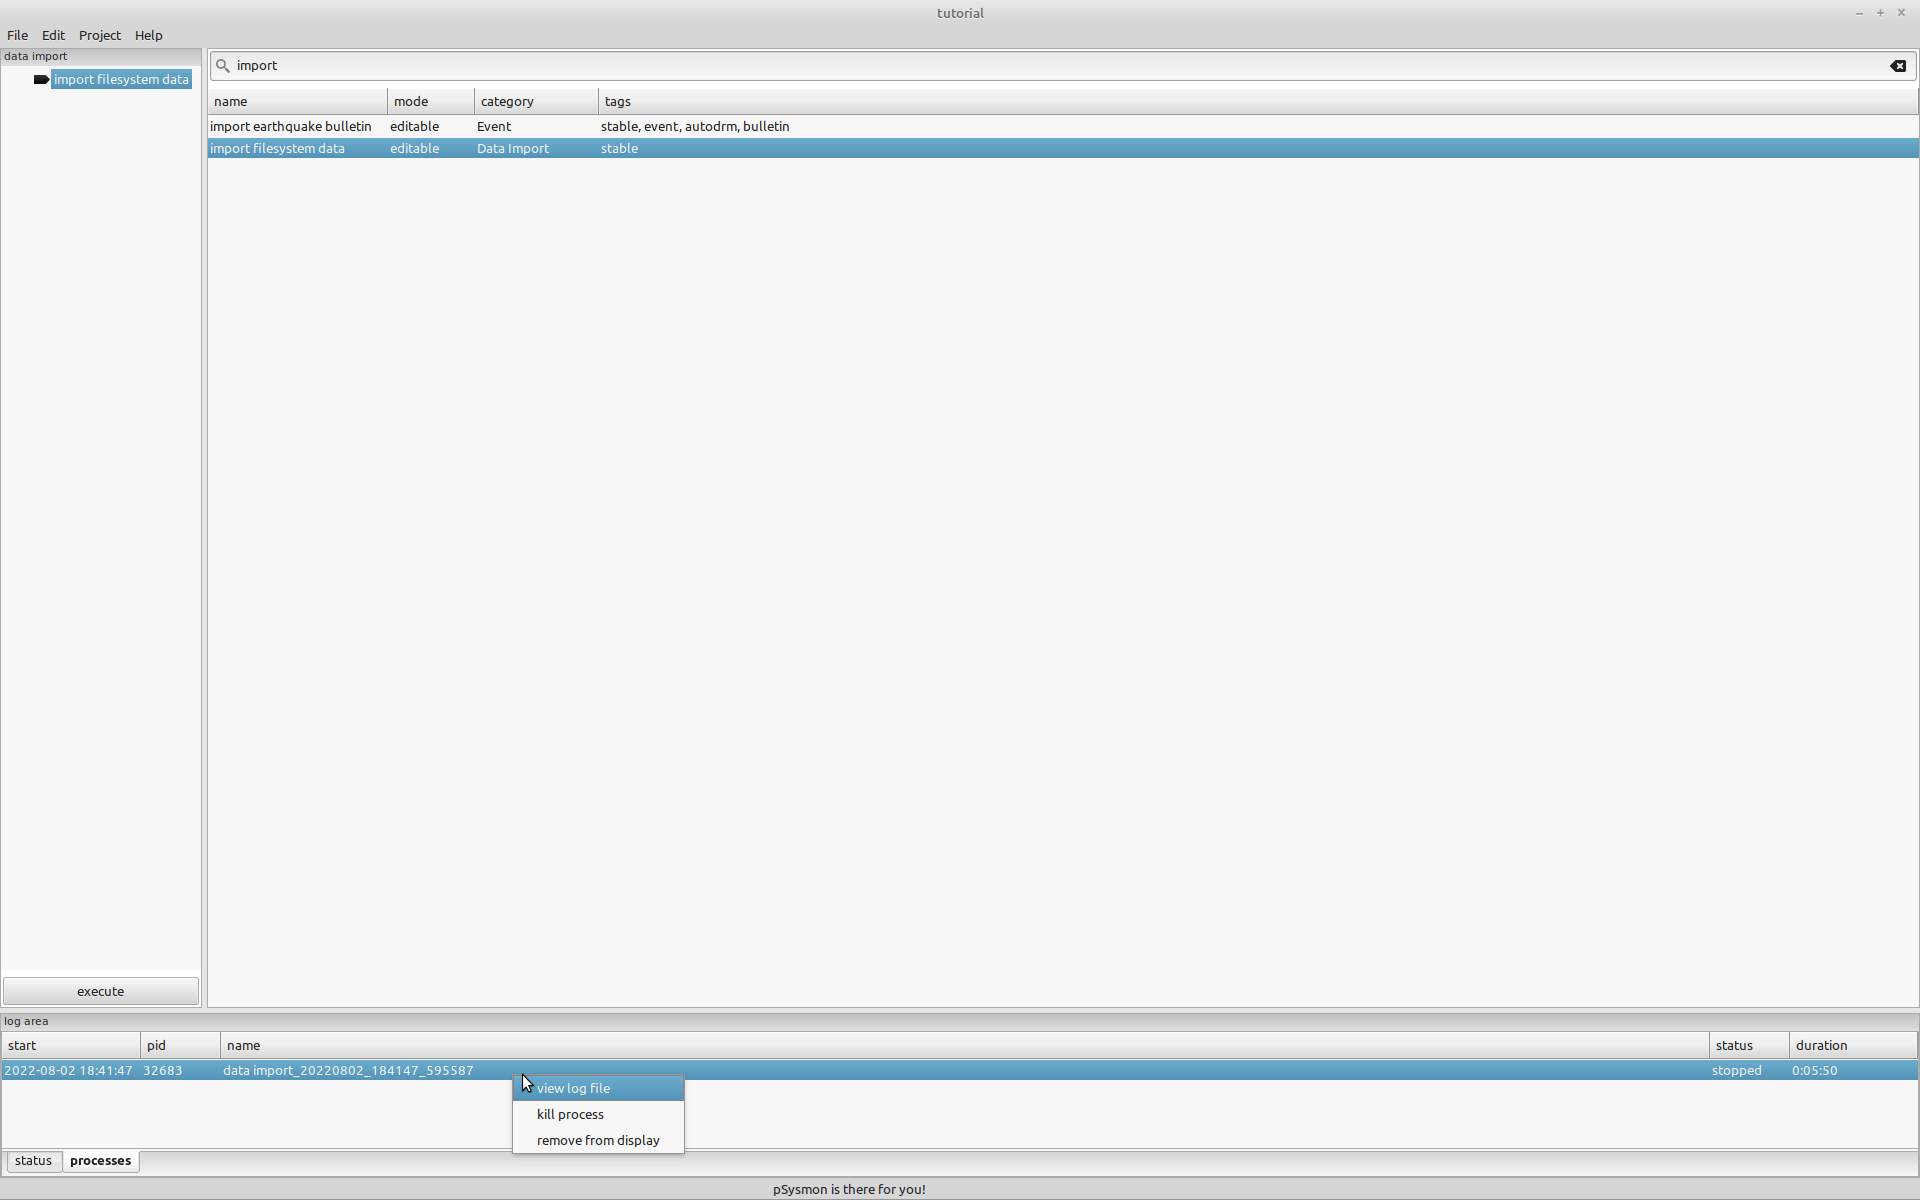 tutorial
File Edit Project Help
data import
import filesystem data
import
name mode category tags
import earthquake bulletin editable Event stable, event, autodrm, bulletin
import filesystem data editable Data Import stable
execute
log area
start pid name status duration
2022-08-02 18:41:47 32683 data import_20220802_184147_595587 stopped 0:05:50
view log file
kill process
remove from display
status processes
pSysmon is there for you!